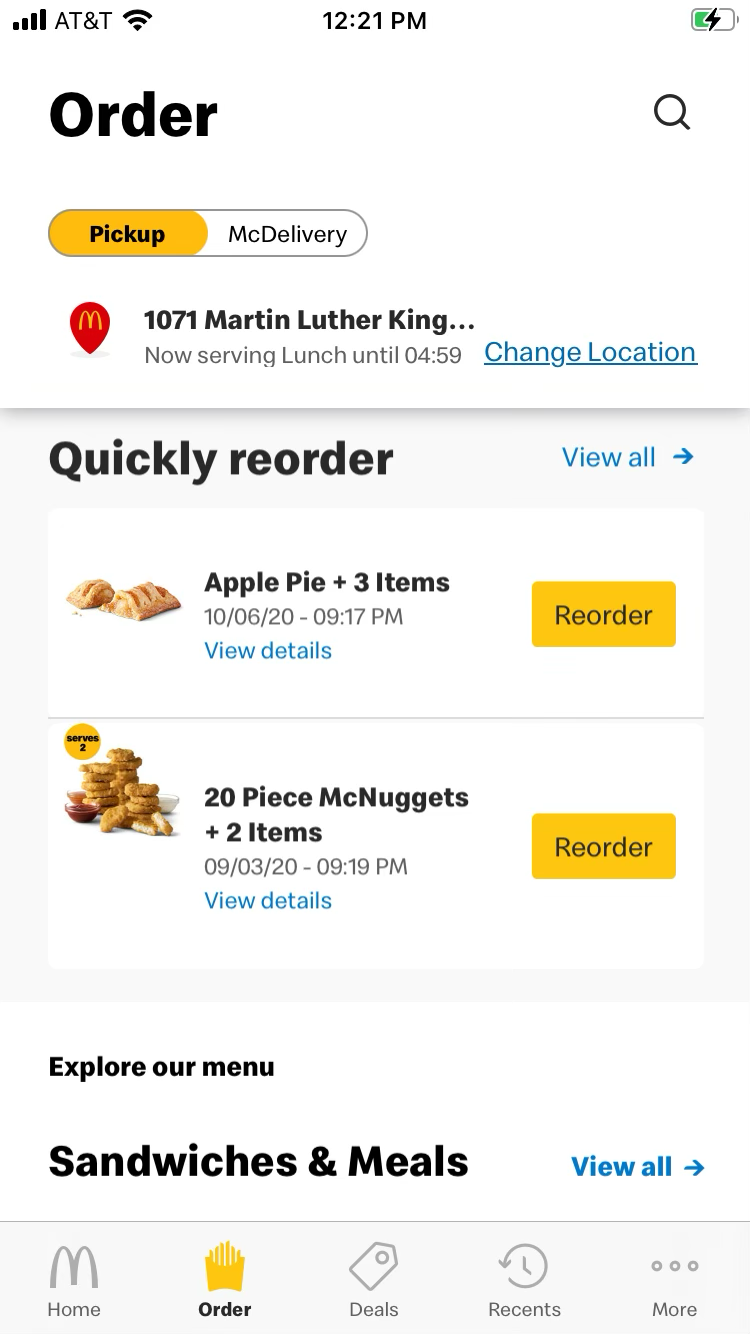 AT&T 12:21 PM
Order
Pickup McDelivery
1071 Martin Luther King...
Now serving Lunch until 04:59 Change Location
Quickly reorder View all
Apple Pie + 3 Items
10/06/20 - 09:17 PM
View details
Reorder
serves
2
20 Piece McNuggets
+ 2 Items
09/03/20 - 09:19 PM
View details
Reorder
Explore our menu
Sandwiches & Meals View all
Home Order Deals Recents More